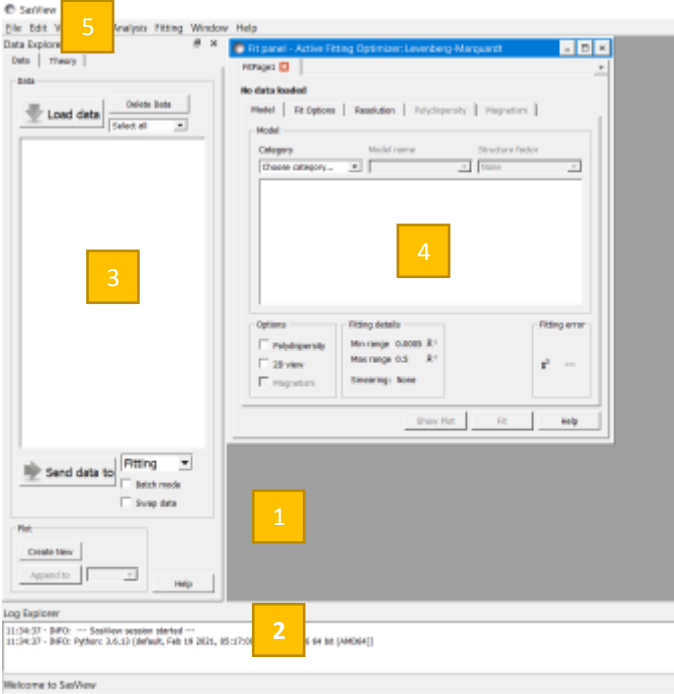 SasView
File Edit V Analysis Fitting Window Help
5
Data Explore
Data Theory
Data
Load data
Delete Data
Select all
3
Send data to
Fitting
Batch mode
Swap data
Plot
Create New
Append to
Help
Fit panel - Active Fitting Optimizer: Levenberg-Marquardt
FitPage1
No data loaded
Model Fit Options Resolution Polydispersity Magnetism
Model
Category Model name Structure factor
Choose category... None
4
Options
Polydispersity
2D view
Magnetism
Fitting details
Min range 0.0005 Å⁻¹
Max range 0.5 Å⁻¹
Smearing: None
Fitting error
χ² ---
Show Plot Fit Help
1
Log Explorer
2
11:34:37 - INFO: --- SasView session started ---
11:34:37 - INFO: Python: 3.6.13 (default, Feb 19 2021, 05:17:0 6 64 bit (AMD64)]
Welcome to SasView